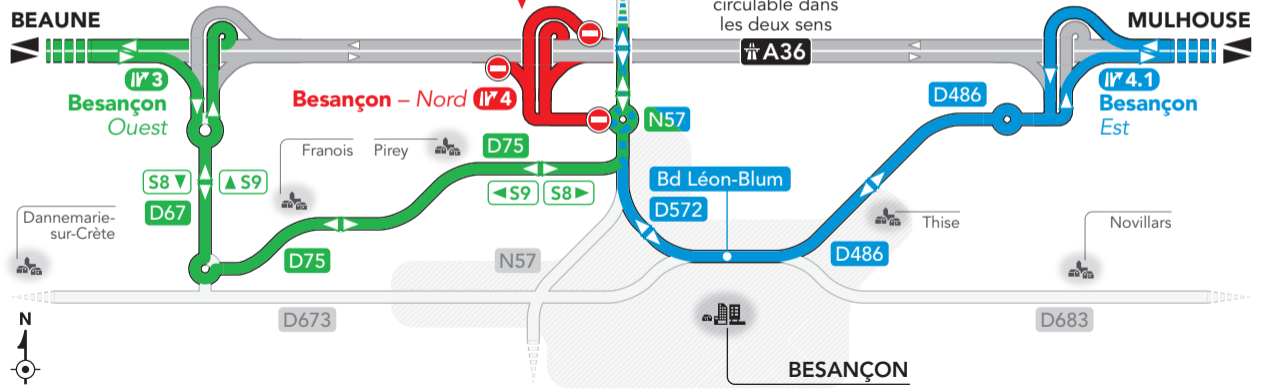 circulable dans
les deux sens
BEAUNE
MULHOUSE
A36
3
Besançon
Ouest
Besançon – Nord 4
4.1
Besançon
Est
D486
N57
Franois
Pirey
D75
S8
S9
D67
S9
S8
Bd Léon-Blum
D572
Dannemarie-
sur-Crète
Thise
Novillars
D75
N57
D486
D673
D683
N
BESANÇON